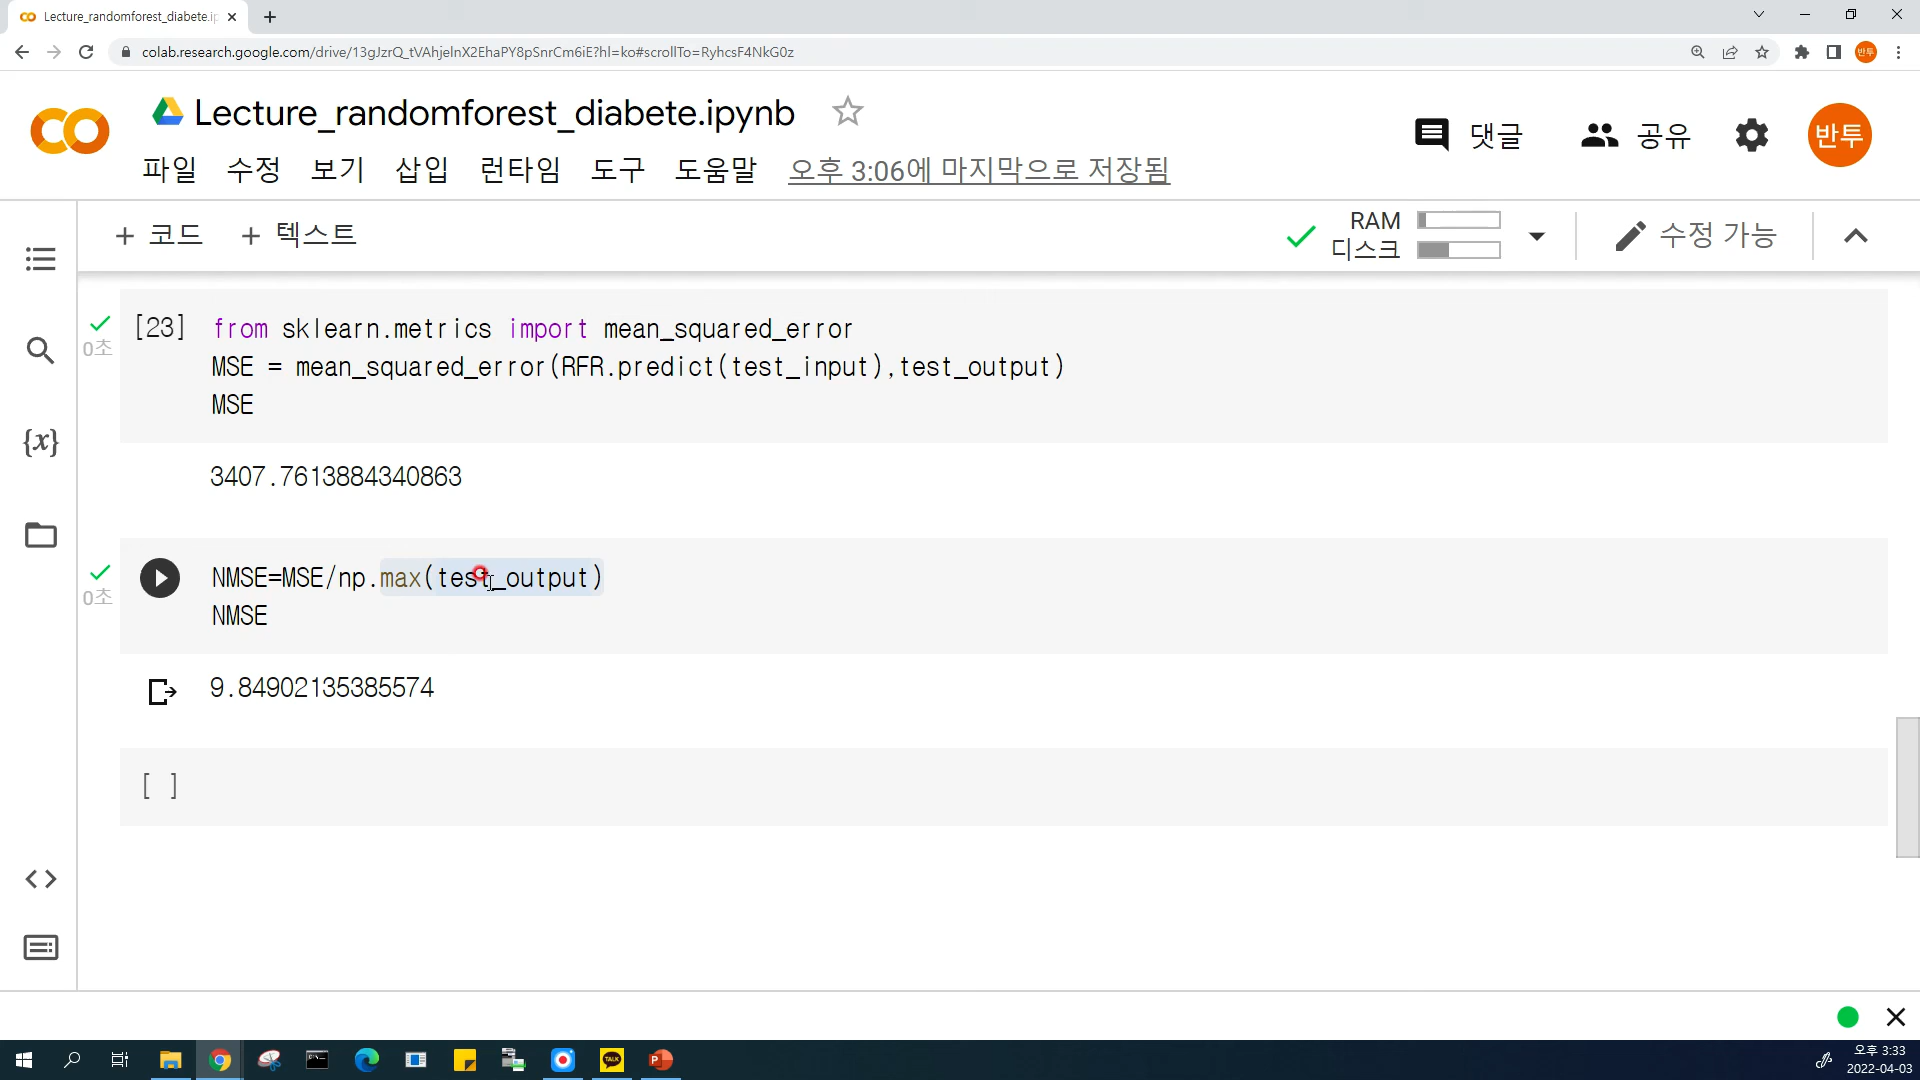 Lecture_randomforest_diabete.ip
colab.research.google.com/drive/13gJzrQ_tVAhjelnX2EhaPY8pSnrCm6iE?hl=ko#scrollTo=RyhcsF4NkG0z
반투
Lecture_randomforest_diabete.ipynb
댓글
공유
반투
파일 수정 보기 삽입 런타임 도구 도움말 오후 3:06에 마지막으로 저장됨
+ 코드 + 텍스트
RAM
디스크
수정 가능
[23] from sklearn.metrics import mean_squared_error
0초
MSE = mean_squared_error(RFR.predict(test_input),test_output)
MSE
3407.7613884340863
{x}
NMSE=MSE/np.max(test_output)
0초
NMSE
9.84902135385574
[ ]
TALK
오후 3:33
2022-04-03